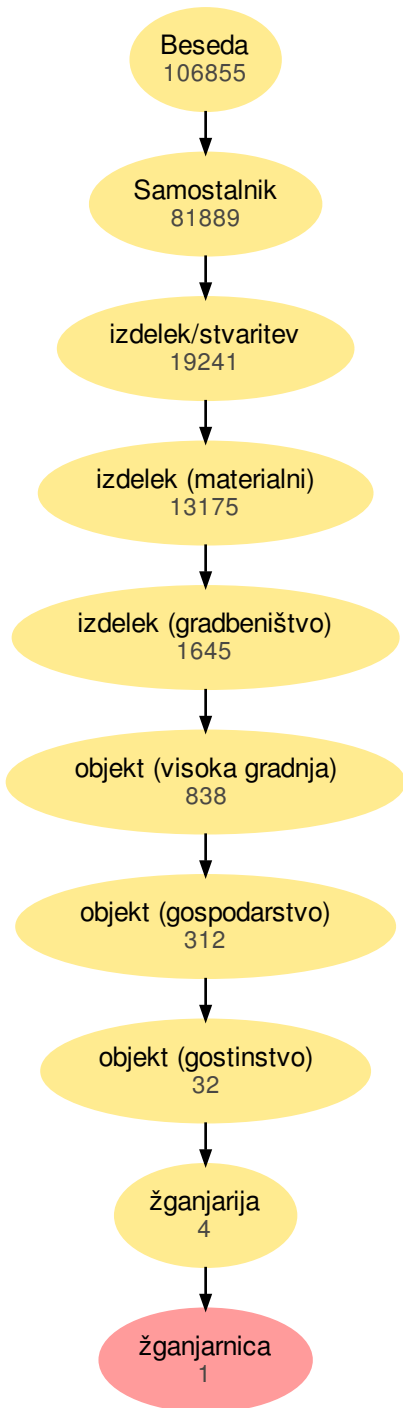 Beseda
106855
Samostalnik
81889
izdelek/stvaritev
19241
izdelek (materialni)
13175
izdelek (gradbeništvo)
1645
objekt (visoka gradnja)
838
objekt (gospodarstvo)
312
objekt (gostinstvo)
32
žganjarija
4
žganjarnica
1